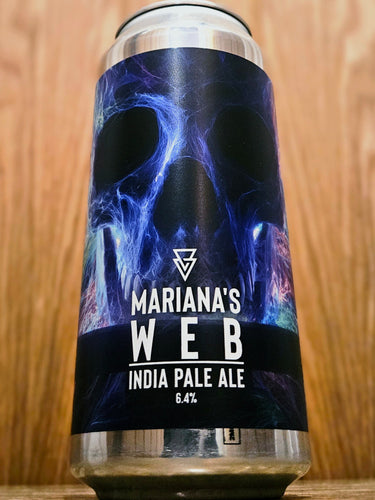 MARIANA'S
WEB
INDIA PALE ALE
6.4%